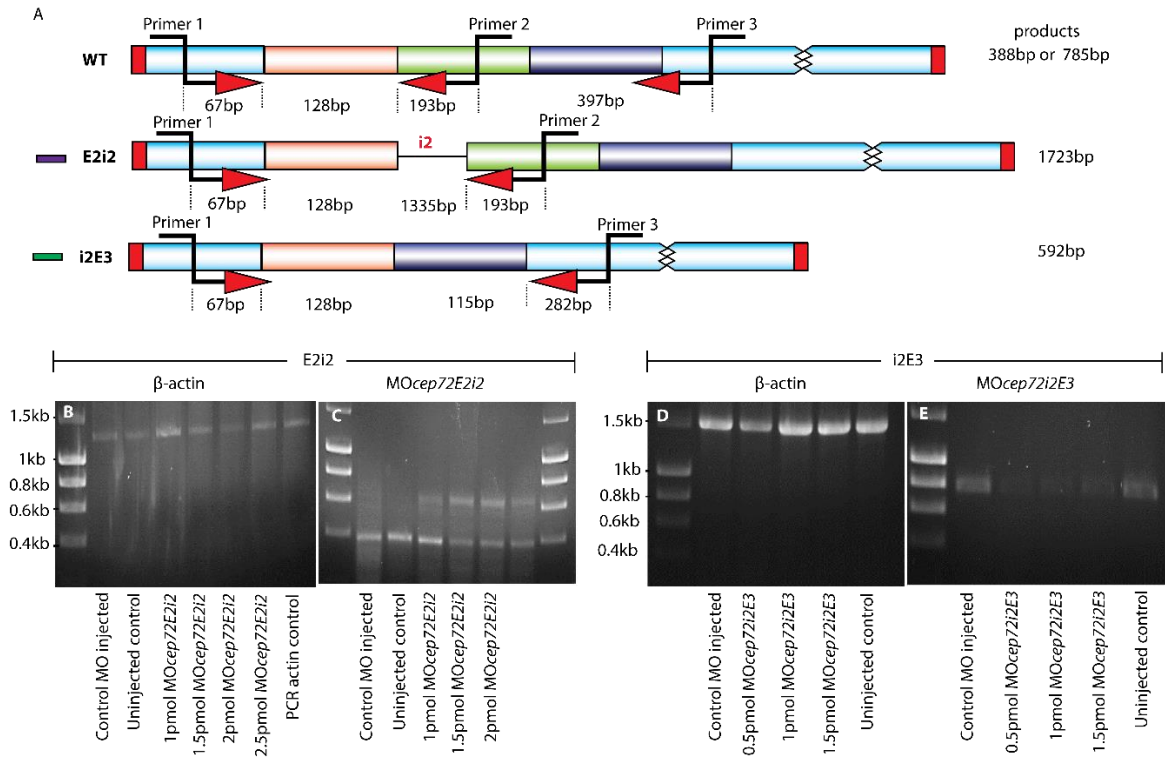 A
Primer 1
Primer 2
Primer 3
products
WT
388bp or 785bp
67bp
128bp
193bp
397bp
Primer 1
Primer 2
i2
E2i2
1723bp
67bp
128bp
1335bp
193bp
Primer 1
Primer 3
i2E3
592bp
67bp
128bp
115bp
282bp
E2i2
β-actin
MOcep72E2i2
B
C
1.5kb
1kb
0.8kb
0.6kb
0.4kb
Control MO injected
Uninjected control
1pmol MOcep72E2i2
1.5pmol MOcep72E2i2
2pmol MOcep72E2i2
2.5pmol MOcep72E2i2
PCR actin control
Control MO injected
Uninjected control
1pmol MOcep72E2i2
1.5pmol MOcep72E2i2
2pmol MOcep72E2i2
i2E3
β-actin
MOcep72i2E3
D
E
1.5kb
1kb
0.8kb
0.6kb
0.4kb
Control MO injected
0.5pmol MOcep72i2E3
1pmol MOcep72i2E3
1.5pmol MOcep72i2E3
Uninjected control
Control MO injected
0.5pmol MOcep72i2E3
1pmol MOcep72i2E3
1.5pmol MOcep72i2E3
Uninjected control